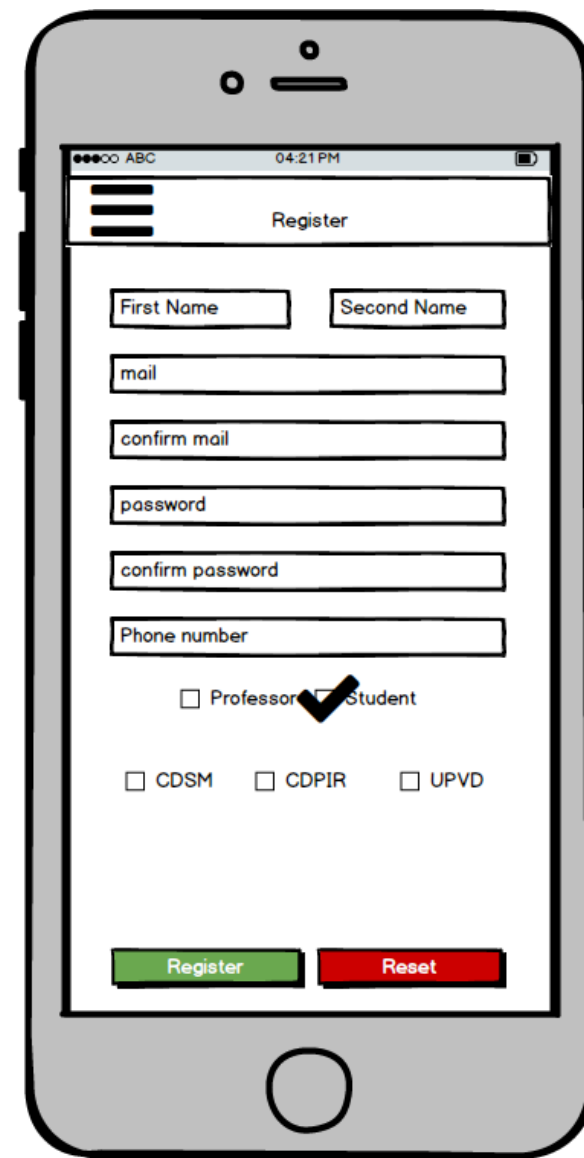 ABC 04:21 PM
Register
First Name Second Name
mail
confirm mail
password
confirm password
Phone number
Professor Student
CDSM CDPIR UPVD
Register Reset